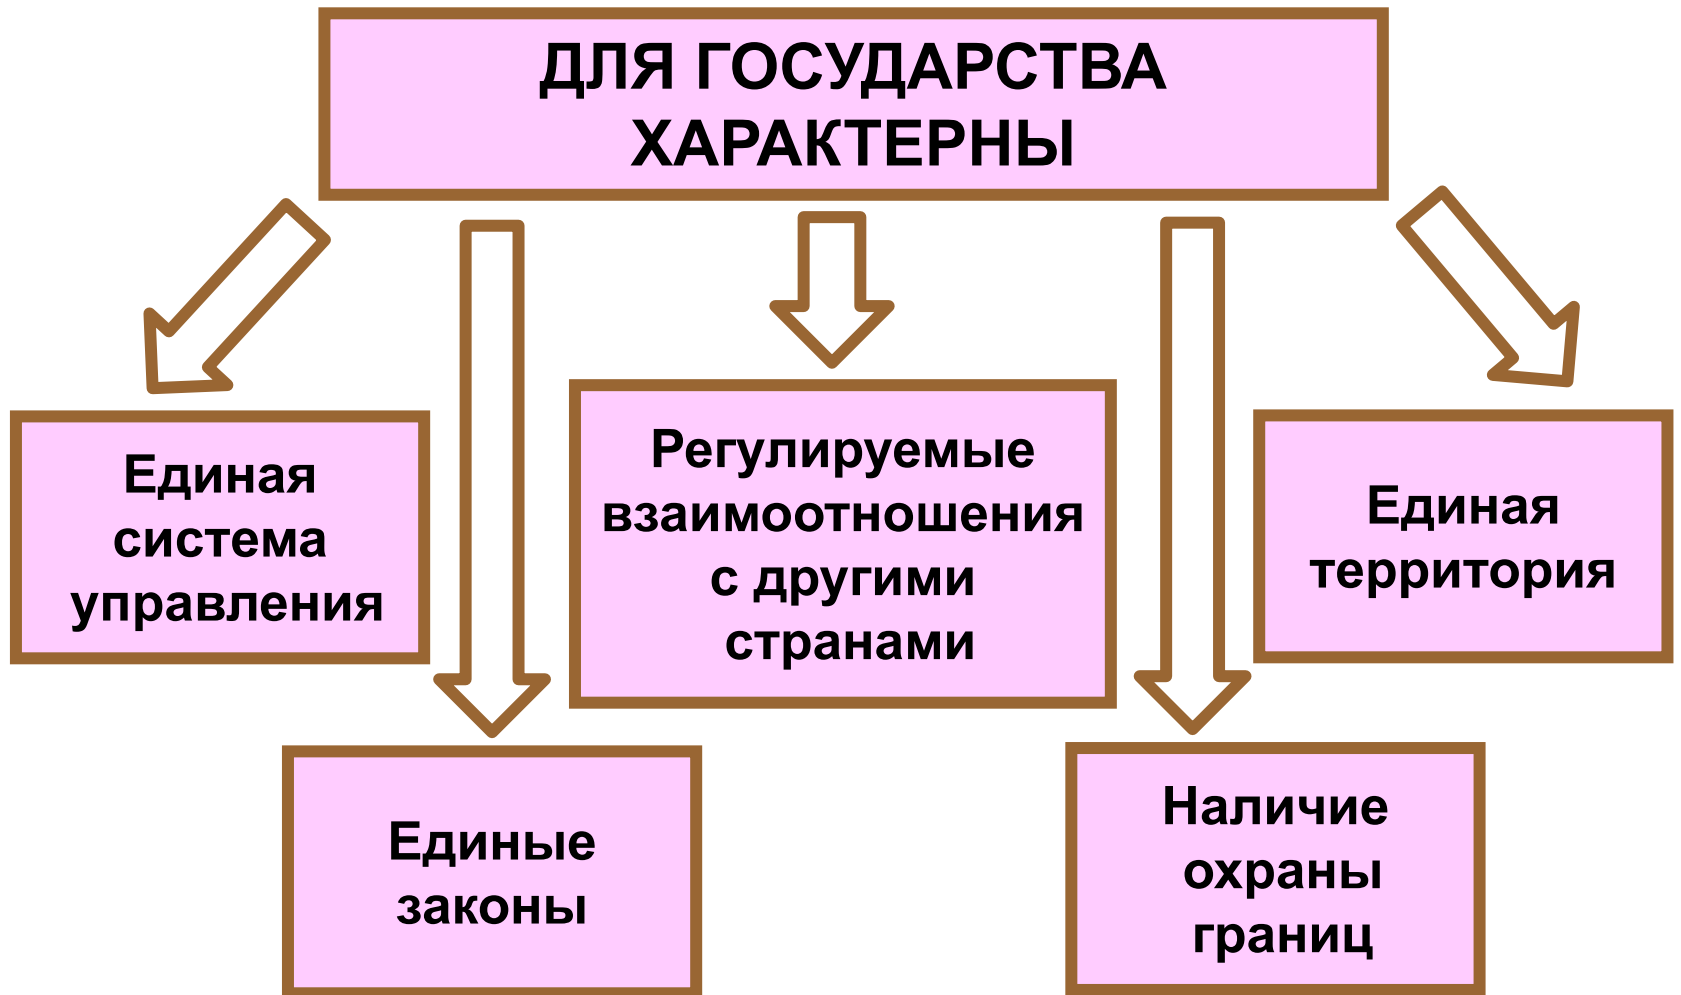 ДЛЯ ГОСУДАРСТВА
ХАРАКТЕРНЫ
Единая
система
управления
Регулируемые
взаимоотношения
с другими
странами
Единая
территория
Единые
законы
Наличие
охраны
границ